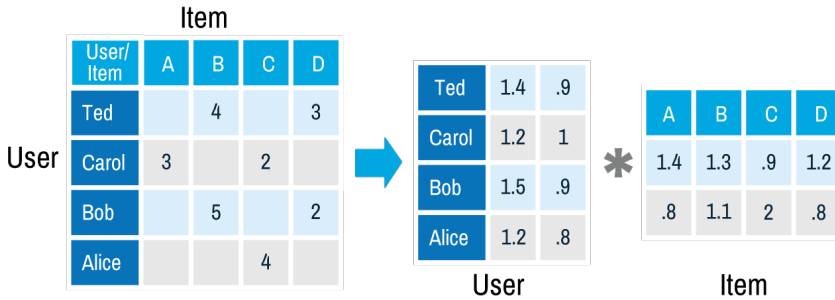 Item
User/
Item A B C D
Ted 4 3
User
Carol 3 2
Bob 5 2
Alice 4
Ted 1.4 .9
Carol 1.2 1
Bob 1.5 .9
Alice 1.2 .8
User
*
A B C D
1.4 1.3 .9 1.2
.8 1.1 2 .8
Item